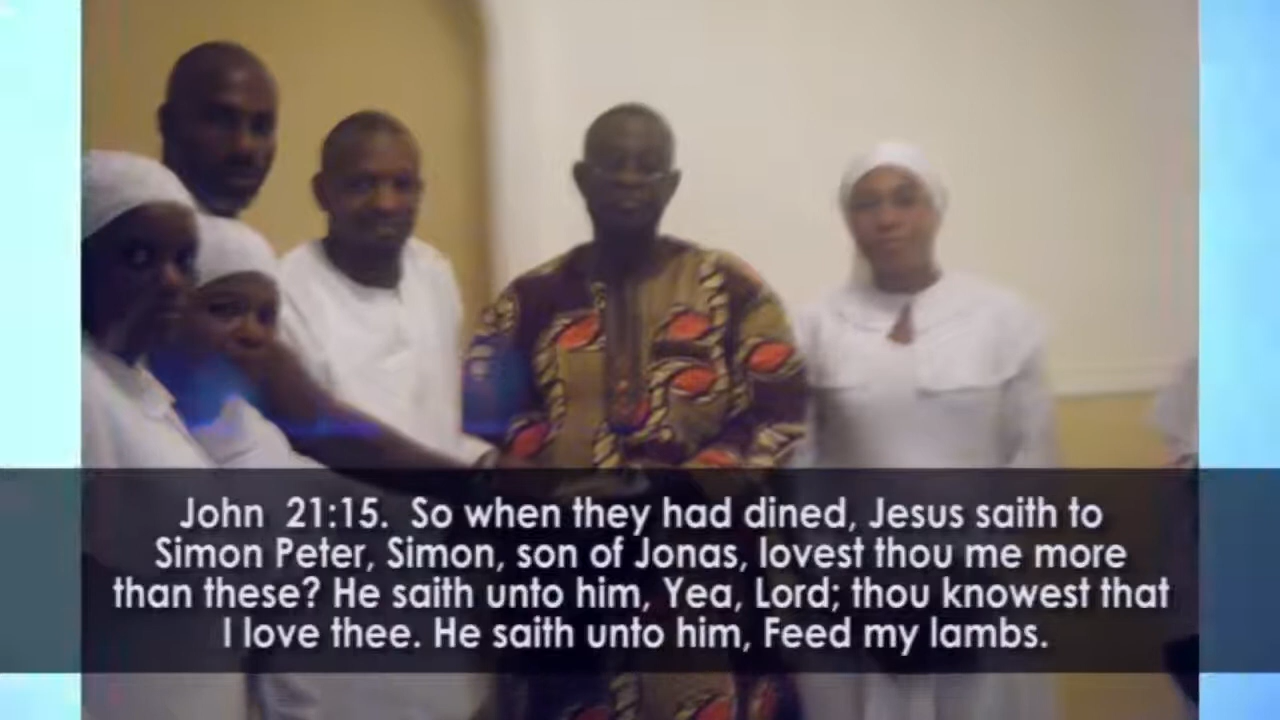 John  21:15.  So when they had dined, Jesus saith to
Simon Peter, Simon, son of Jonas, lovest thou me more
than these? He saith unto him, Yea, Lord; thou knowest that
I love thee. He saith unto him, Feed my lambs.